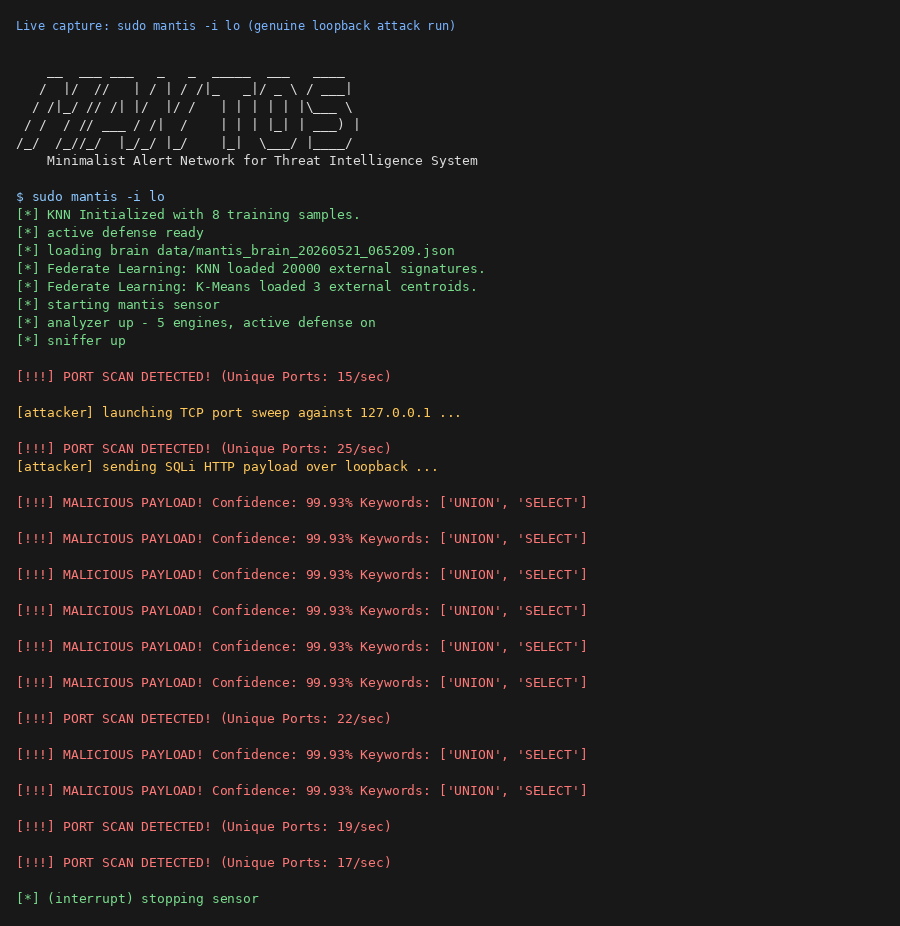 Live capture: sudo mantis -i lo (genuine loopback attack run)
    __  ___ ___   _   _  _____  ___   ____
   /  |/  //   | / | / /|_   _|/ _ \ / ___|
  / /|_/ // /| |/  |/ /   | | | | | |\___ \
 / /  / // ___ / /|  /    | | | |_| | ___) |
/_/  /_//_/  |_/_/ |_/    |_|  \___/ |____/
    Minimalist Alert Network for Threat Intelligence System
$ sudo mantis -i lo
[*] KNN Initialized with 8 training samples.
[*] active defense ready
[*] loading brain data/mantis_brain_20260521_065209.json
[*] Federate Learning: KNN loaded 20000 external signatures.
[*] Federate Learning: K-Means loaded 3 external centroids.
[*] starting mantis sensor
[*] analyzer up - 5 engines, active defense on
[*] sniffer up
[!!!] PORT SCAN DETECTED! (Unique Ports: 15/sec)
[attacker] launching TCP port sweep against 127.0.0.1 ...
[!!!] PORT SCAN DETECTED! (Unique Ports: 25/sec)
[attacker] sending SQLi HTTP payload over loopback ...
[!!!] MALICIOUS PAYLOAD! Confidence: 99.93% Keywords: ['UNION', 'SELECT']
[!!!] MALICIOUS PAYLOAD! Confidence: 99.93% Keywords: ['UNION', 'SELECT']
[!!!] MALICIOUS PAYLOAD! Confidence: 99.93% Keywords: ['UNION', 'SELECT']
[!!!] MALICIOUS PAYLOAD! Confidence: 99.93% Keywords: ['UNION', 'SELECT']
[!!!] MALICIOUS PAYLOAD! Confidence: 99.93% Keywords: ['UNION', 'SELECT']
[!!!] MALICIOUS PAYLOAD! Confidence: 99.93% Keywords: ['UNION', 'SELECT']
[!!!] PORT SCAN DETECTED! (Unique Ports: 22/sec)
[!!!] MALICIOUS PAYLOAD! Confidence: 99.93% Keywords: ['UNION', 'SELECT']
[!!!] MALICIOUS PAYLOAD! Confidence: 99.93% Keywords: ['UNION', 'SELECT']
[!!!] PORT SCAN DETECTED! (Unique Ports: 19/sec)
[!!!] PORT SCAN DETECTED! (Unique Ports: 17/sec)
[*] (interrupt) stopping sensor